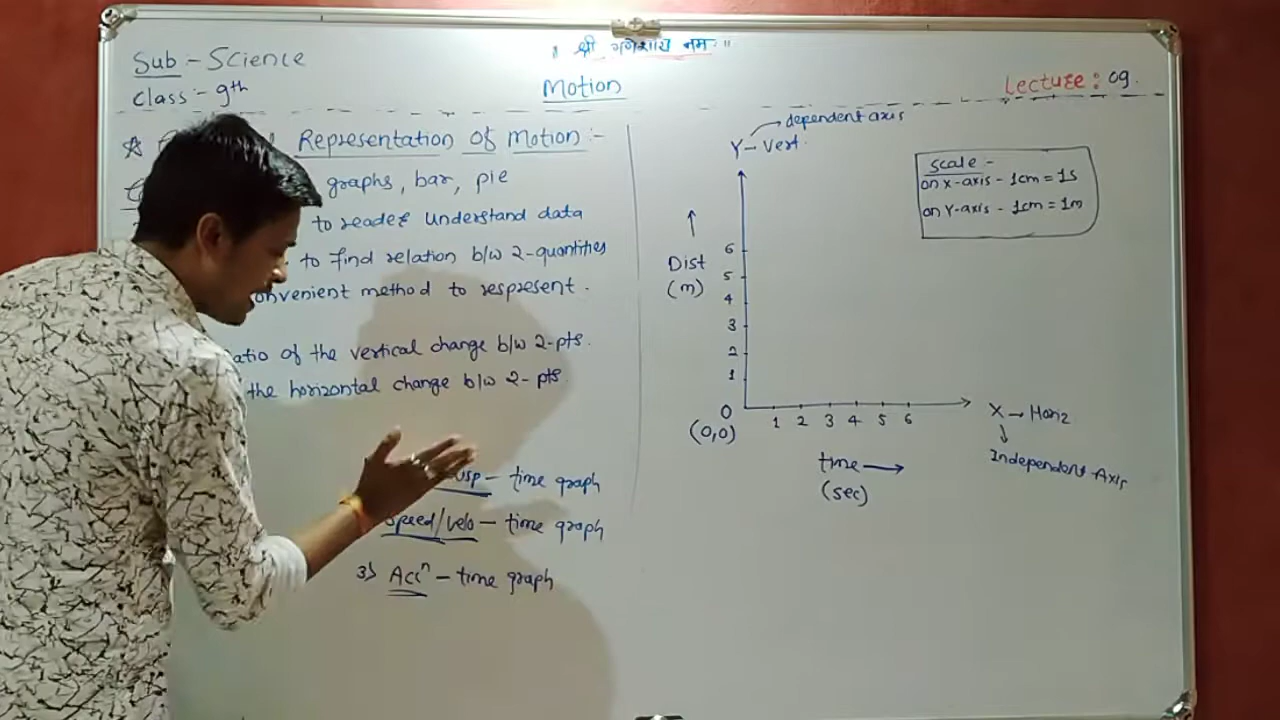 ॥ श्री गणेशाय नमः ॥
Sub :- Science
Class :- 9th
Motion
Lecture : 09.
Representation of Motion :-
graphs, bar, pie
to read & understand data
to find relation b/w 2-quantities
onvenient method to respresent.
atio of the vertical change b/w 2-pts.
the horizontal change b/w 2-pts.
usp - time graph
Speed/Velo - time graph
3) Accⁿ - time graph
dependent axis
Y - Vert.
Scale -
on x-axis - 1cm = 1s
on Y-axis - 1cm = 1m
6
5
4
3
2
1
0
Dist
(m)
(0,0)
1 2 3 4 5 6
X → Horiz
Independent Axis
time →
(sec)